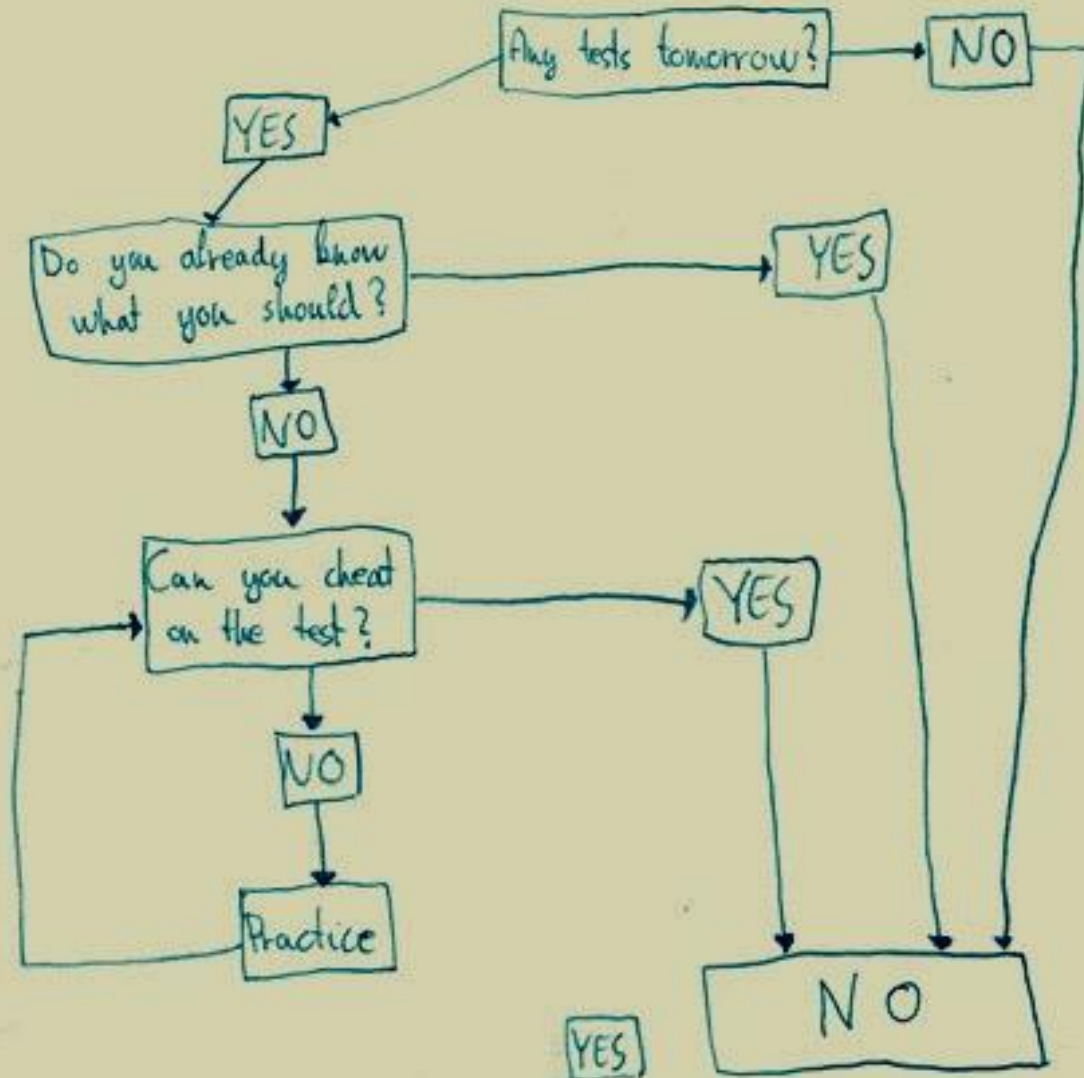 Any tests tomorrow?
NO
YES
Do you already know
what you should?
YES
NO
Can you cheat
on the test?
YES
NO
Practice
NO
YES